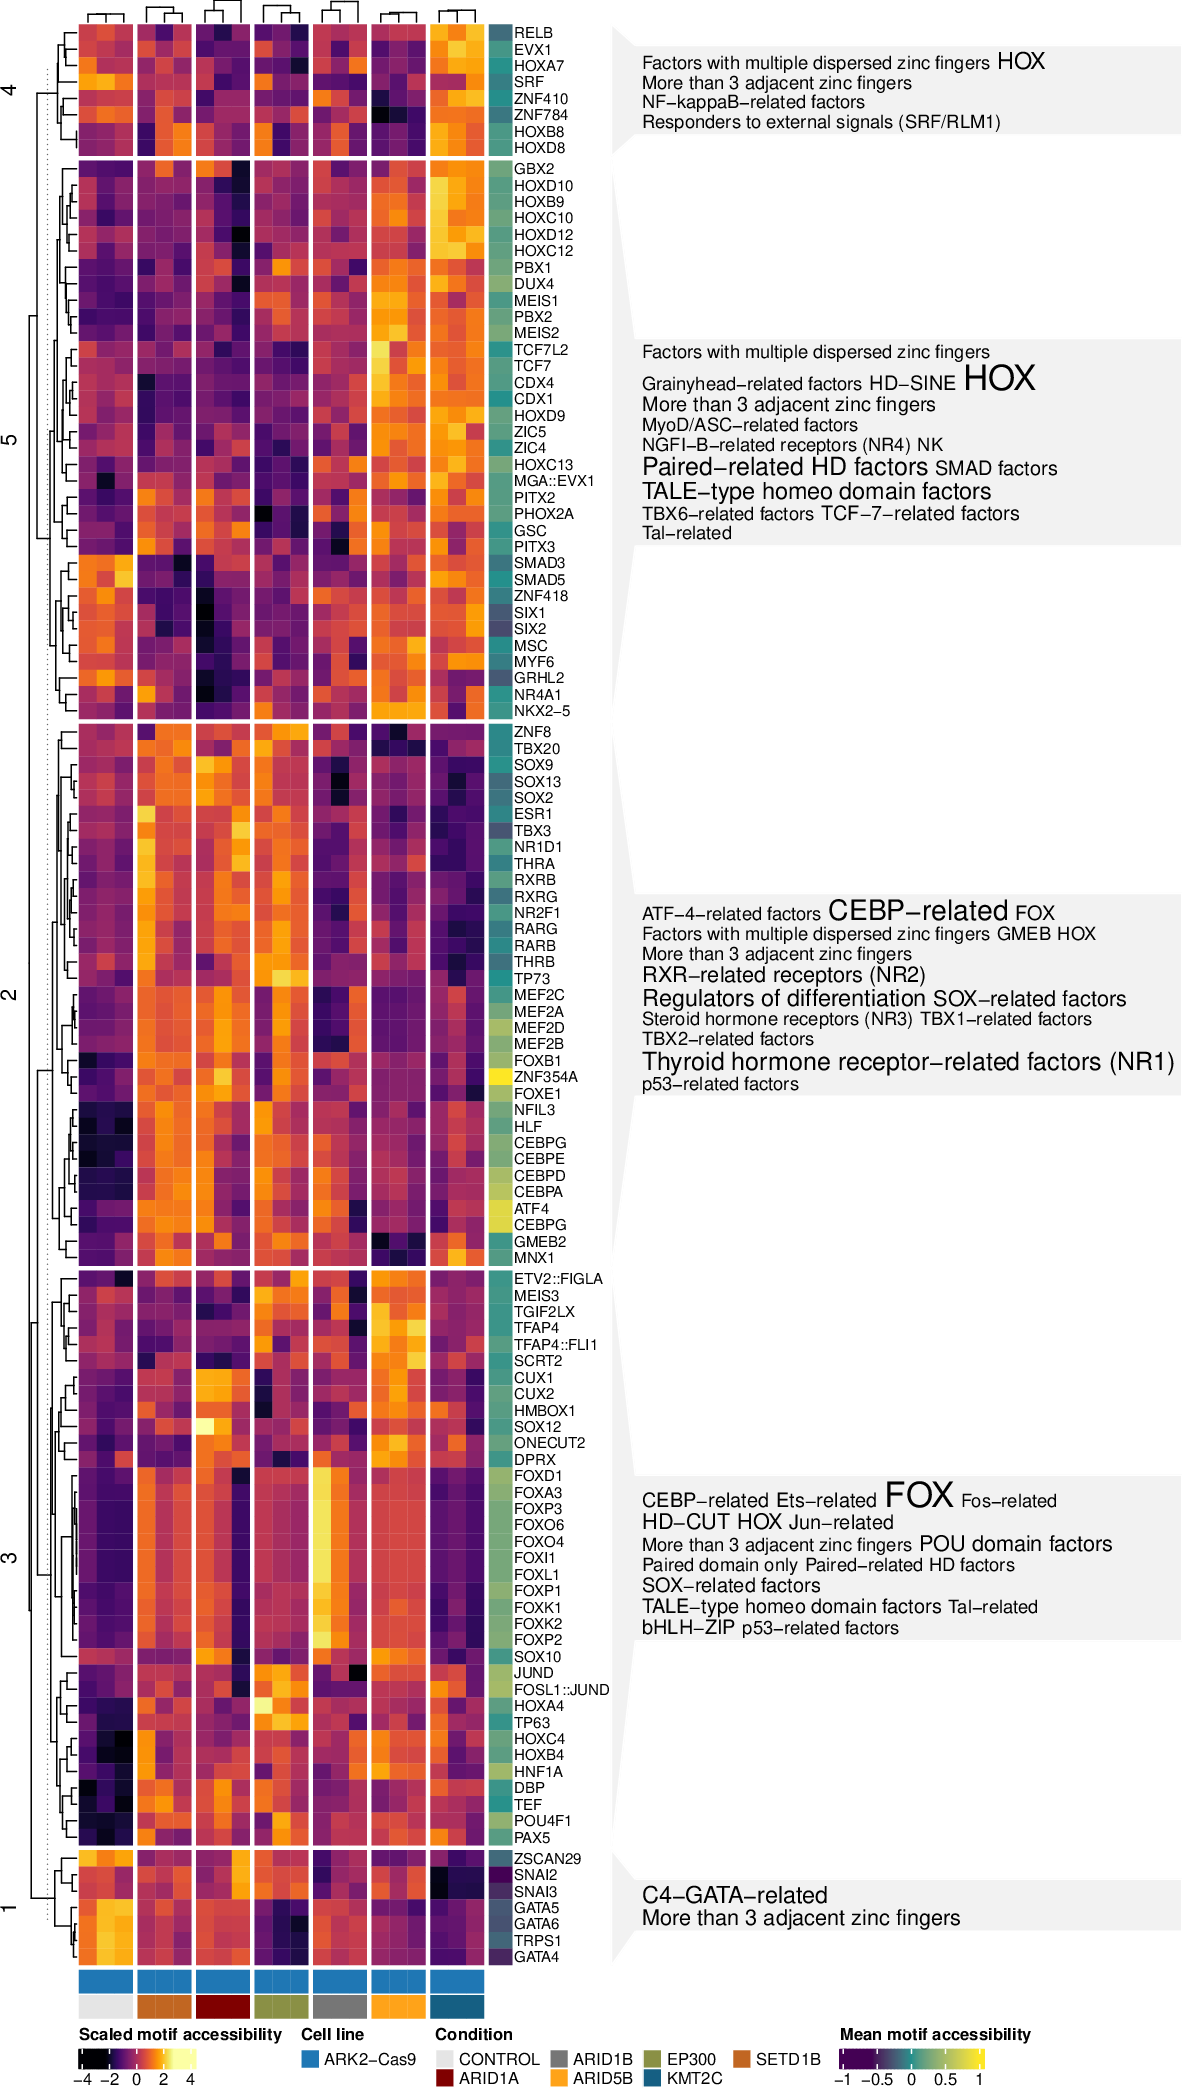 4
RELB
EVX1
HOXA7
SRF
ZNF410
ZNF784
HOXB8
HOXD8
Factors with multiple dispersed zinc fingers HOX
More than 3 adjacent zinc fingers
NF−kappaB−related factors
Responders to external signals (SRF/RLM1)
5
GBX2
HOXD10
HOXB9
HOXC10
HOXD12
HOXC12
PBX1
DUX4
MEIS1
PBX2
MEIS2
TCF7L2
TCF7
CDX4
CDX1
HOXD9
ZIC5
ZIC4
HOXC13
MGA::EVX1
PITX2
PHOX2A
GSC
PITX3
SMAD3
SMAD5
ZNF418
SIX1
SIX2
MSC
MYF6
GRHL2
NR4A1
NKX2−5
Factors with multiple dispersed zinc fingers
Grainyhead−related factors HD−SINE HOX
More than 3 adjacent zinc fingers
MyoD/ASC−related factors
NGFI−B−related receptors (NR4) NK
Paired−related HD factors SMAD factors
TALE−type homeo domain factors
TBX6−related factors TCF−7−related factors
Tal−related
2
ZNF8
TBX20
SOX9
SOX13
SOX2
ESR1
TBX3
NR1D1
THRA
RXRB
RXRG
NR2F1
RARG
RARB
THRB
TP73
MEF2C
MEF2A
MEF2D
MEF2B
FOXB1
ZNF354A
FOXE1
NFIL3
HLF
CEBPG
CEBPE
CEBPD
CEBPA
ATF4
CEBPG
GMEB2
MNX1
ATF−4−related factors CEBP−related FOX
Factors with multiple dispersed zinc fingers GMEB HOX
More than 3 adjacent zinc fingers
RXR−related receptors (NR2)
Regulators of differentiation SOX−related factors
Steroid hormone receptors (NR3) TBX1−related factors
TBX2−related factors
Thyroid hormone receptor−related factors (NR1)
p53−related factors
3
ETV2::FIGLA
MEIS3
TGIF2LX
TFAP4
TFAP4::FLI1
SCRT2
CUX1
CUX2
HMBOX1
SOX12
ONECUT2
DPRX
FOXD1
FOXA3
FOXP3
FOXO6
FOXO4
FOXI1
FOXL1
FOXP1
FOXK1
FOXK2
FOXP2
SOX10
JUND
FOSL1::JUND
HOXA4
TP63
HOXC4
HOXB4
HNF1A
DBP
TEF
POU4F1
PAX5
CEBP−related Ets−related FOX Fos−related
HD−CUT HOX Jun−related
More than 3 adjacent zinc fingers POU domain factors
Paired domain only Paired−related HD factors
SOX−related factors
TALE−type homeo domain factors Tal−related
bHLH−ZIP p53−related factors
1
ZSCAN29
SNAI2
SNAI3
GATA5
GATA6
TRPS1
GATA4
C4−GATA−related
More than 3 adjacent zinc fingers
Scaled motif accessibility
−4 −2 0 2 4
Cell line
ARK2−Cas9
Condition
CONTROL ARID1B EP300 SETD1B
ARID1A ARID5B KMT2C
Mean motif accessibility
−1 −0.5 0 0.5 1